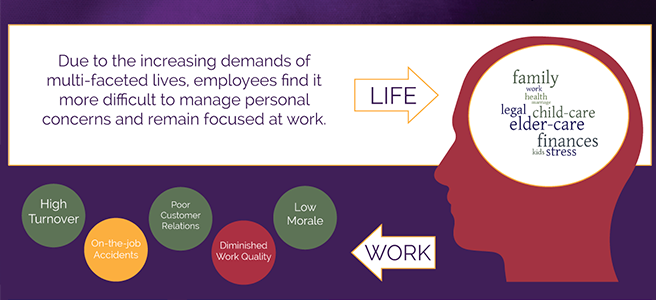 Due to the increasing demands of
multi-faceted lives, employees find it
more difficult to manage personal
concerns and remain focused at work.
LIFE
family
work
health
marriage
legal child-care
elder-care
finances
kids stress
High
Turnover
On-the-job
Accidents
Poor
Customer
Relations
Diminished
Work Quality
Low
Morale
WORK